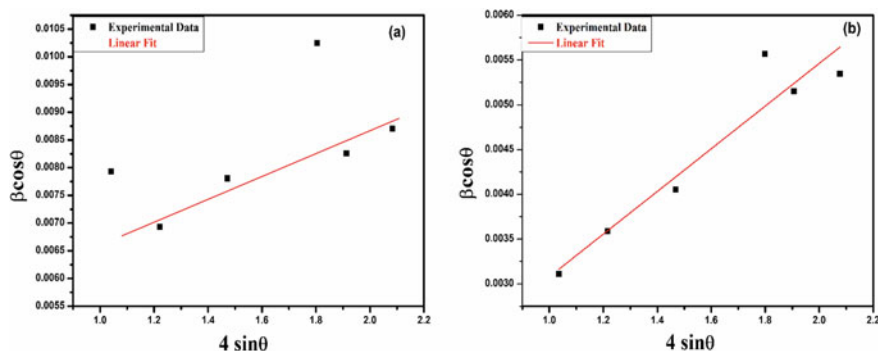 Experimental Data
Linear Fit
(a)
0.0105
0.0100
0.0095
0.0090
0.0085
0.0080
0.0075
0.0070
0.0065
0.0060
0.0055
βcosθ
1.0 1.2 1.4 1.6 1.8 2.0 2.2
4 sinθ
Experimental Data
Linear Fit
(b)
0.0060
0.0055
0.0050
0.0045
0.0040
0.0035
0.0030
βcosθ
1.0 1.2 1.4 1.6 1.8 2.0 2.2
4 sinθ